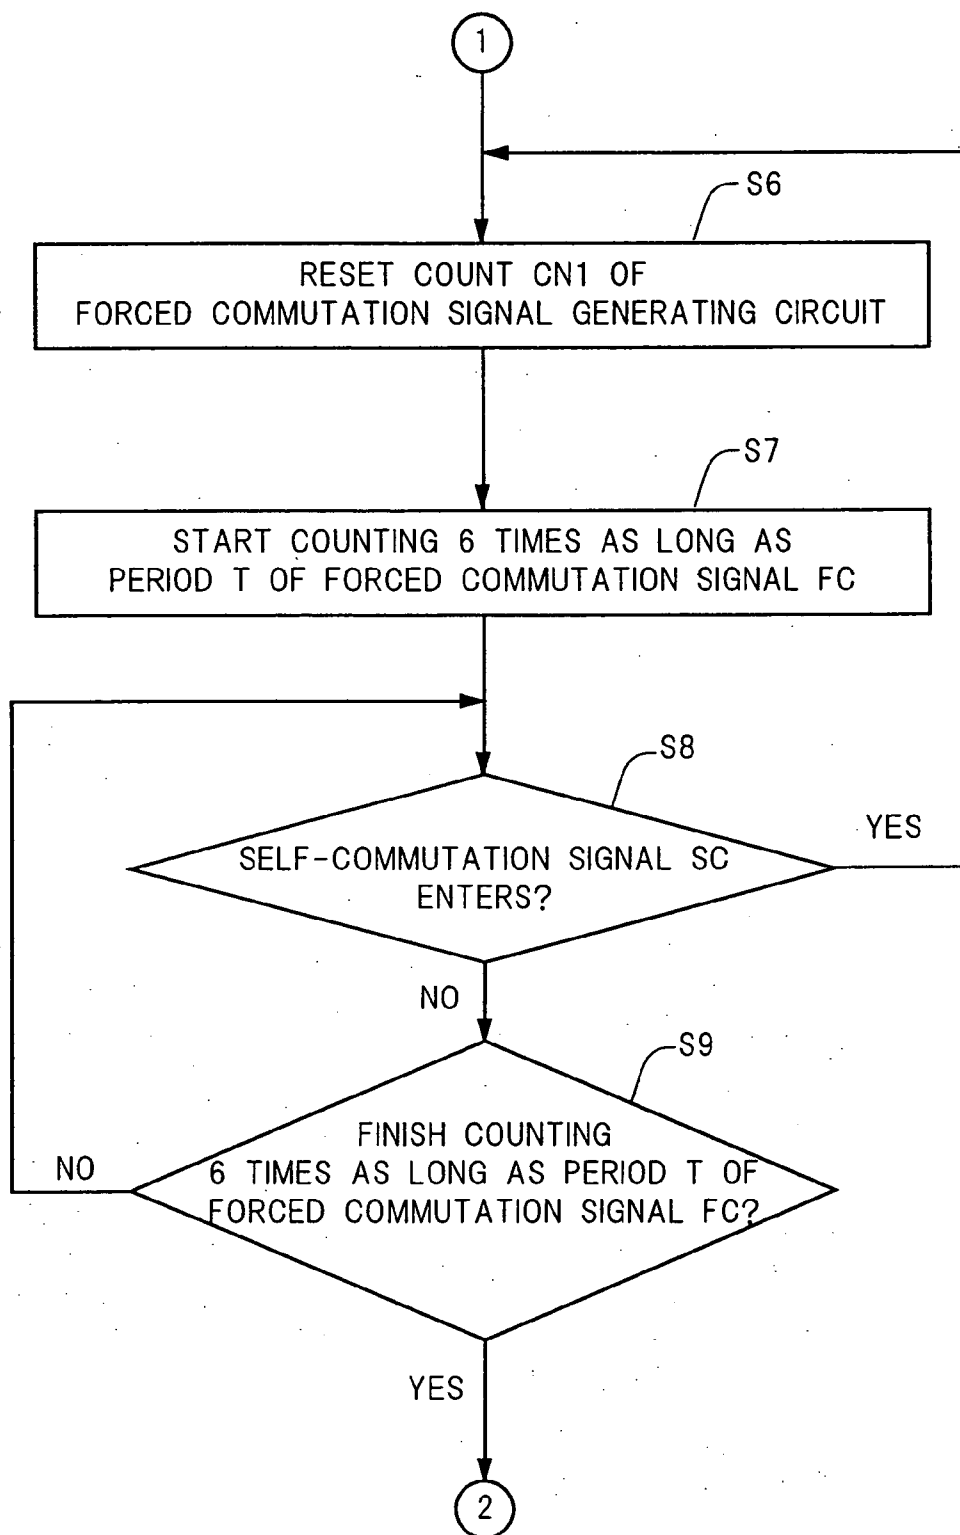 1
S6
RESET COUNT CN1 OF
FORCED COMMUTATION SIGNAL GENERATING CIRCUIT
S7
START COUNTING 6 TIMES AS LONG AS
PERIOD T OF FORCED COMMUTATION SIGNAL FC
S8
YES
SELF-COMMUTATION SIGNAL SC
ENTERS?
NO
S9
FINISH COUNTING
6 TIMES AS LONG AS PERIOD T OF
FORCED COMMUTATION SIGNAL FC?
NO
YES
2